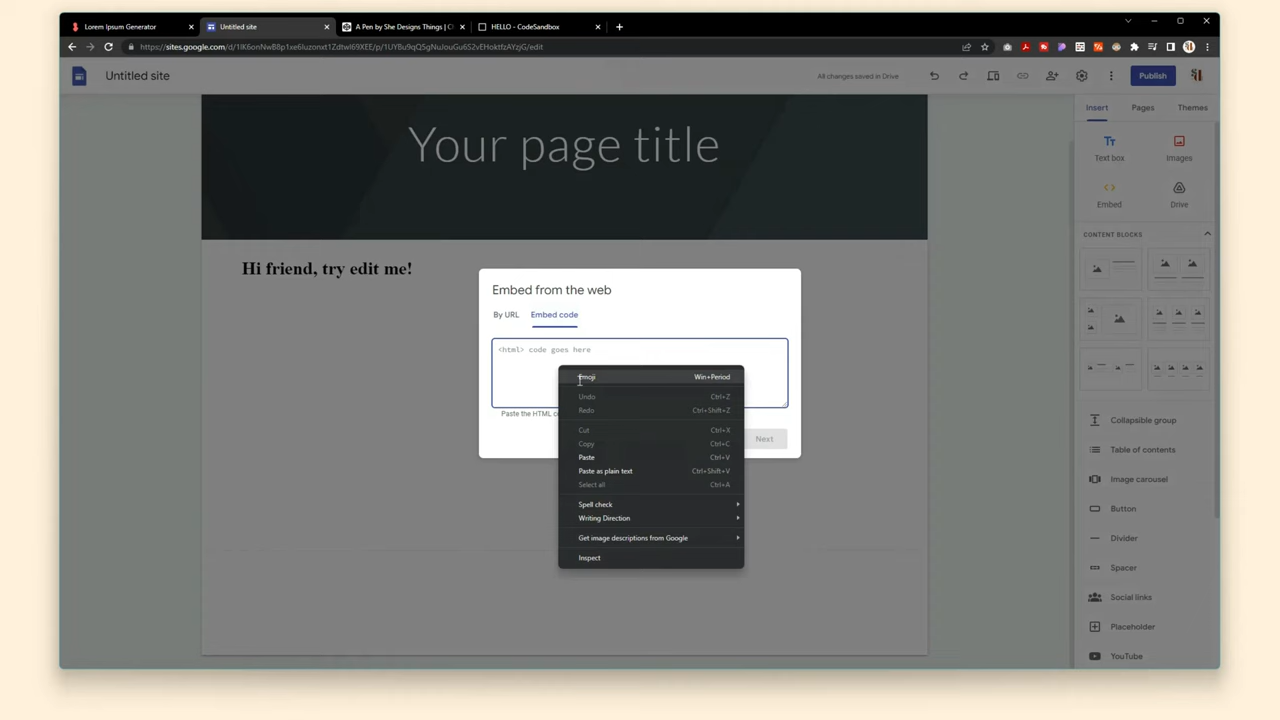 Lorem Ipsum Generator
Untitled site
A Pen by She Designs Things | C
HELLO - CodeSandbox
Untitled site
All changes saved in Drive
Publish
Your page title
Insert
Pages
Themes
Text box
Images
Embed
Drive
CONTENT BLOCKS
Hi friend, try edit me!
Embed from the web
By URL
Embed code
<html> code goes here
Paste the HTML co
Next
Emoji Win+Period
Undo Ctrl+Z
Redo Ctrl+Shift+Z
Cut Ctrl+X
Copy Ctrl+C
Paste Ctrl+V
Paste as plain text Ctrl+Shift+V
Select all Ctrl+A
Spell check
Writing Direction
Get image descriptions from Google
Inspect
Collapsible group
Table of contents
Image carousel
Button
Divider
Spacer
Social links
Placeholder
YouTube